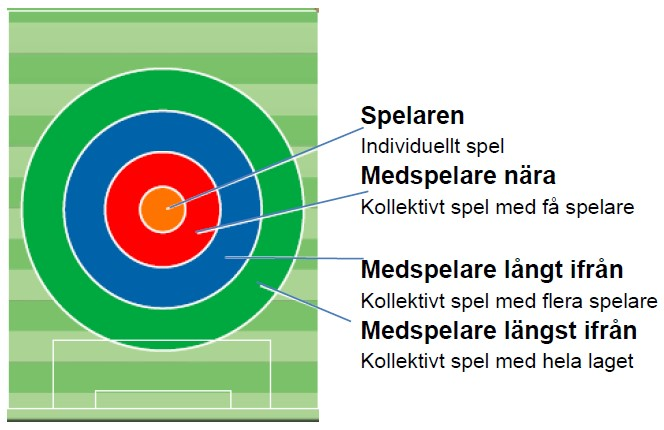 Spelaren
Individuellt spel
Medspelare nära
Kollektivt spel med få spelare
Medspelare långt ifrån
Kollektivt spel med flera spelare
Medspelare längst ifrån
Kollektivt spel med hela laget